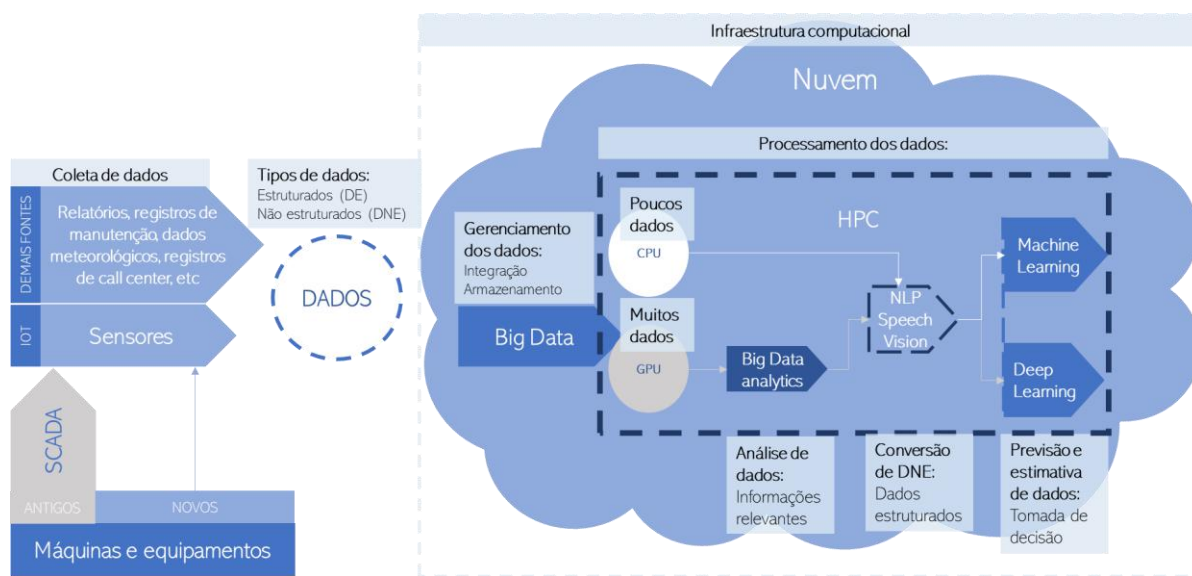 Infraestrutura computacional
Nuvem
Processamento dos dados:
Coleta de dados
DEMAIS FONTES
Relatórios, registros de
manutenção, dados
meteorológicos, registros
de call center, etc
IOT
Sensores
SCADA
ANTIGOS
NOVOS
Máquinas e equipamentos
Tipos de dados:
Estruturados (DE)
Não estruturados (DNE)
DADOS
Gerenciamento
dos dados:
Integração
Armazenamento
Big Data
Poucos
dados
CPU
HPC
Muitos
dados
GPU
Big Data
analytics
NLP
Speech
Vision
Machine
Learning
Deep
Learning
Análise de
dados:
Informações
relevantes
Conversão
de DNE:
Dados
estruturados
Previsão e
estimativa
de dados:
Tomada de
decisão